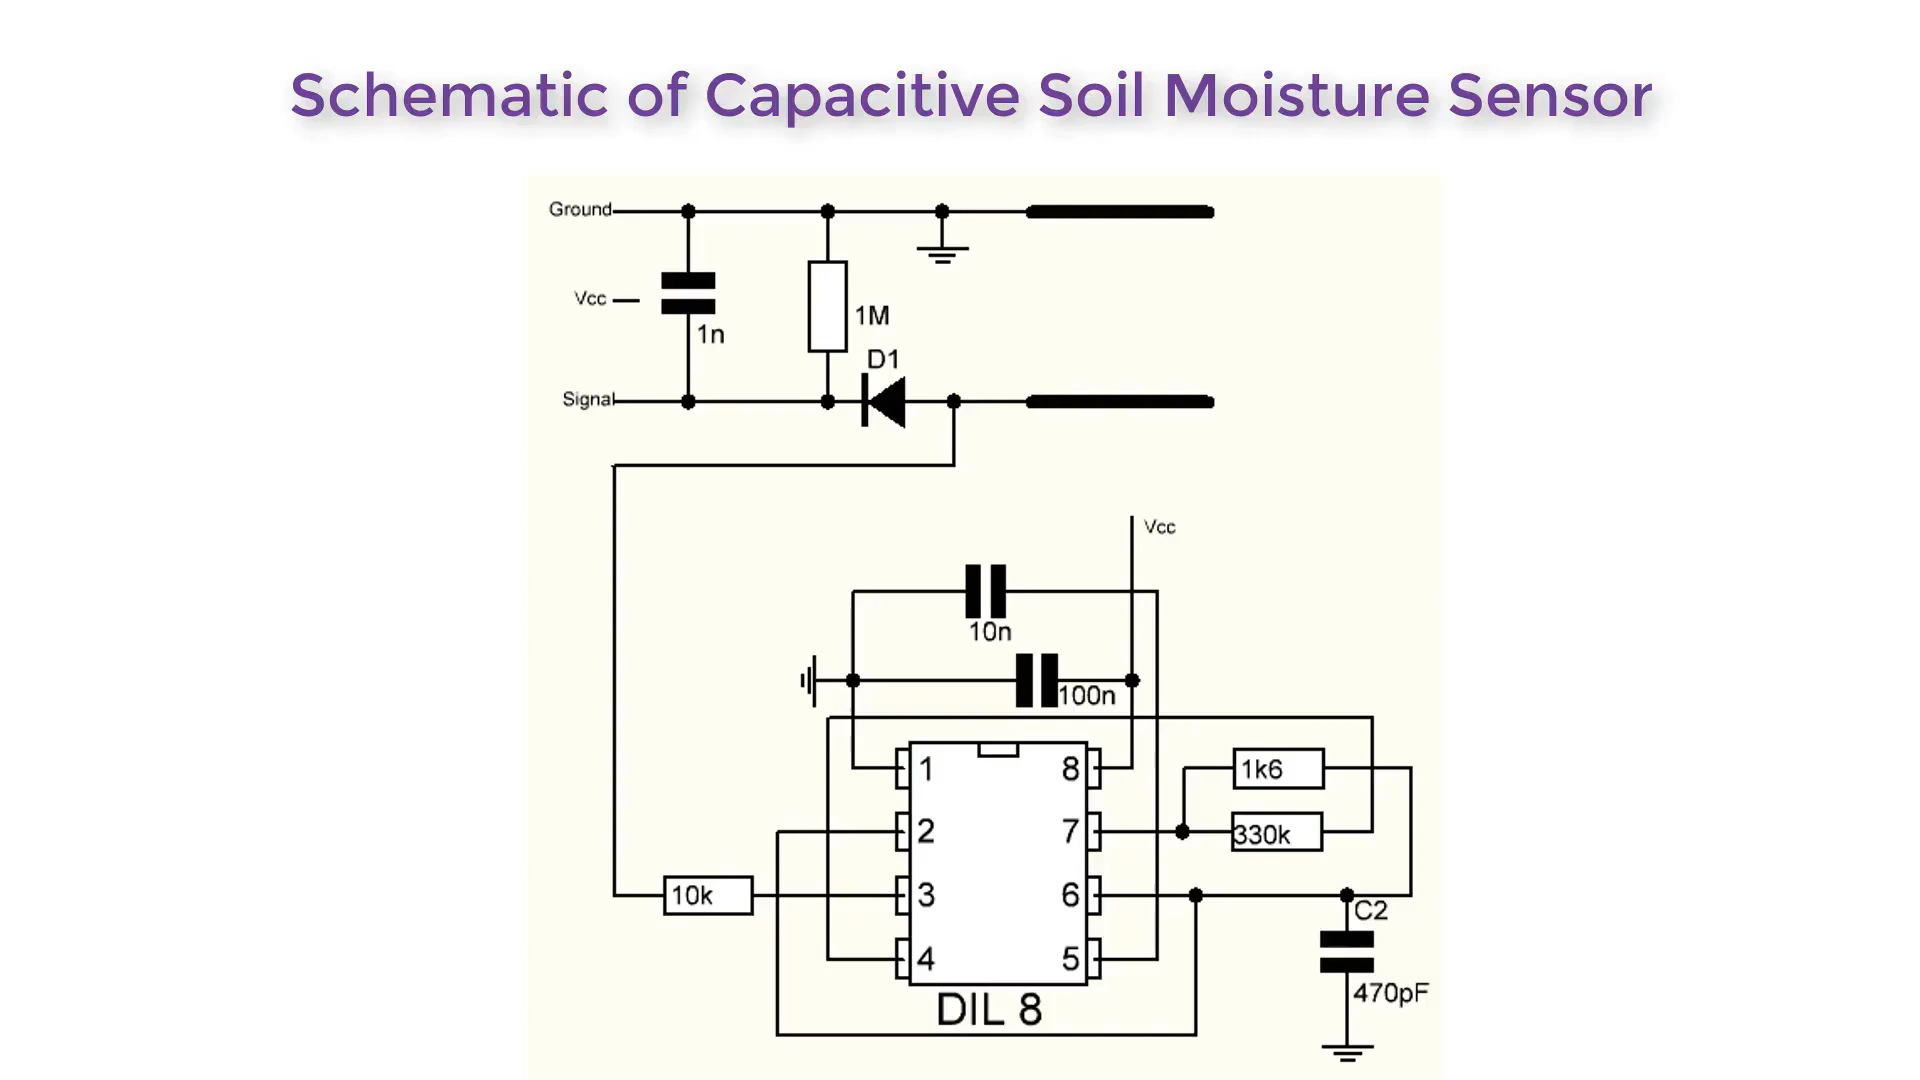 Schematic of Capacitive Soil Moisture Sensor
Ground
Vcc
1n
1M
D1
Signal
Vcc
10n
100n
1 8
2 7
3 6
4 5
1k6
330k
10k
C2
470pF
DIL 8